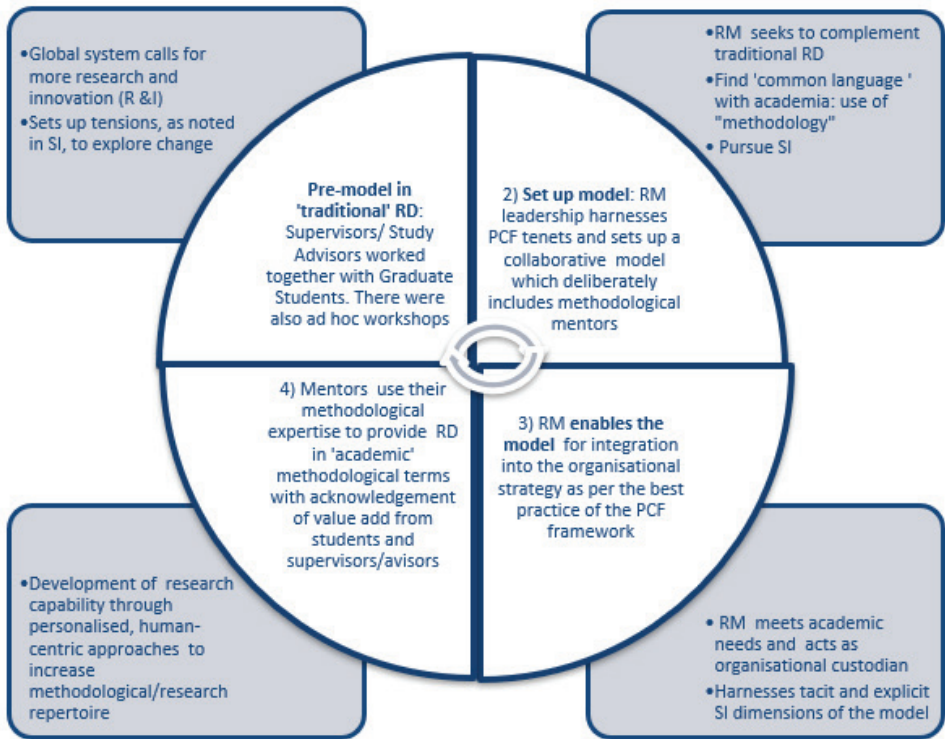 •Global system calls for
more research and
innovation (R &I)
•Sets up tensions, as noted
in SI, to explore change
•RM seeks to complement
traditional RD
•Find 'common language '
with academia: use of
"methodology"
• Pursue SI
Pre-model in
'traditional' RD:
Supervisors/ Study
Advisors worked
together with Graduate
Students. There were
also ad hoc workshops
2) Set up model: RM
leadership harnesses
PCF tenets and sets up a
collaborative model
which deliberately
includes methodological
mentors
4) Mentors use their
methodological
expertise to provide RD
in 'academic'
methodological terms
with acknowledgement
of value add from
students and
supervisors/avisors
3) RM enables the
model for integration
into the organisational
strategy as per the best
practice of the PCF
framework
•Development of research
capability through
personalised, human-
centric approaches to
increase
methodological/research
repertoire
• RM meets academic
needs and acts as
organisational custodian
•Harnesses tacit and explicit
SI dimensions of the model